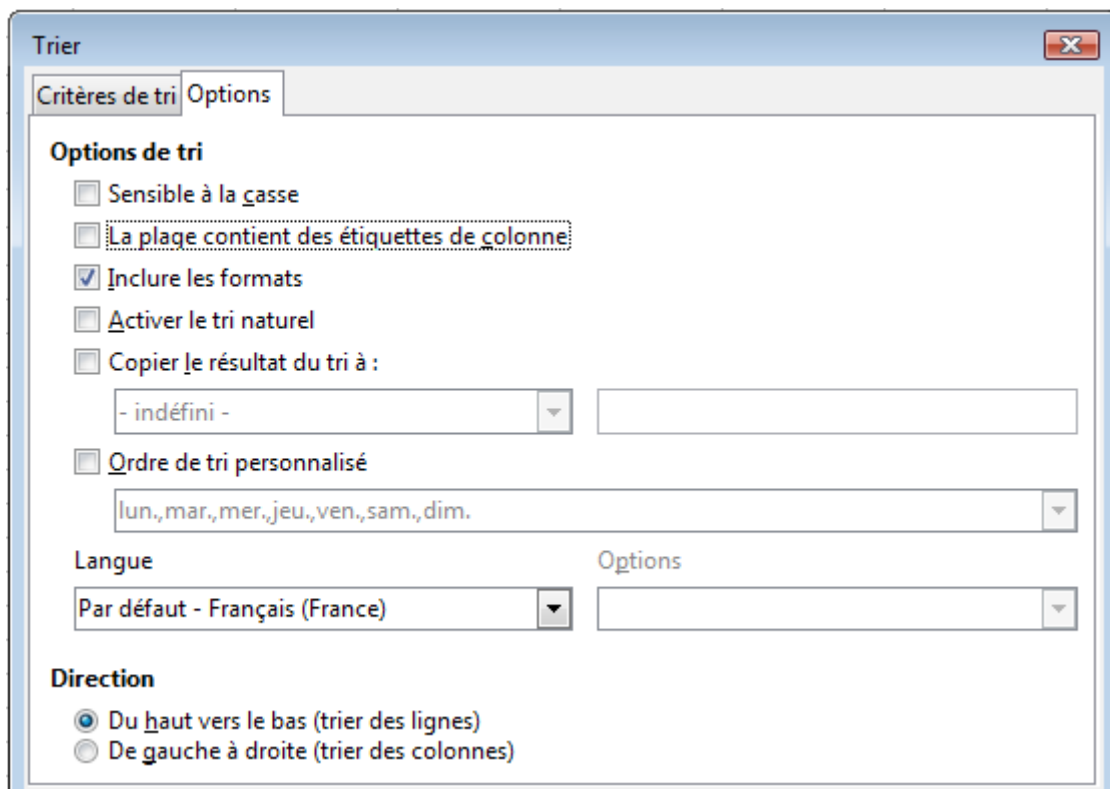 Trier
Critères de tri Options
Options de tri
Sensible à la casse
La plage contient des étiquettes de colonne
Inclure les formats
Activer le tri naturel
Copier le résultat du tri à :
- indéfini -
Ordre de tri personnalisé
lun.,mar.,mer.,jeu.,ven.,sam.,dim.
Langue Options
Par défaut - Français (France)
Direction
Du haut vers le bas (trier des lignes)
De gauche à droite (trier des colonnes)